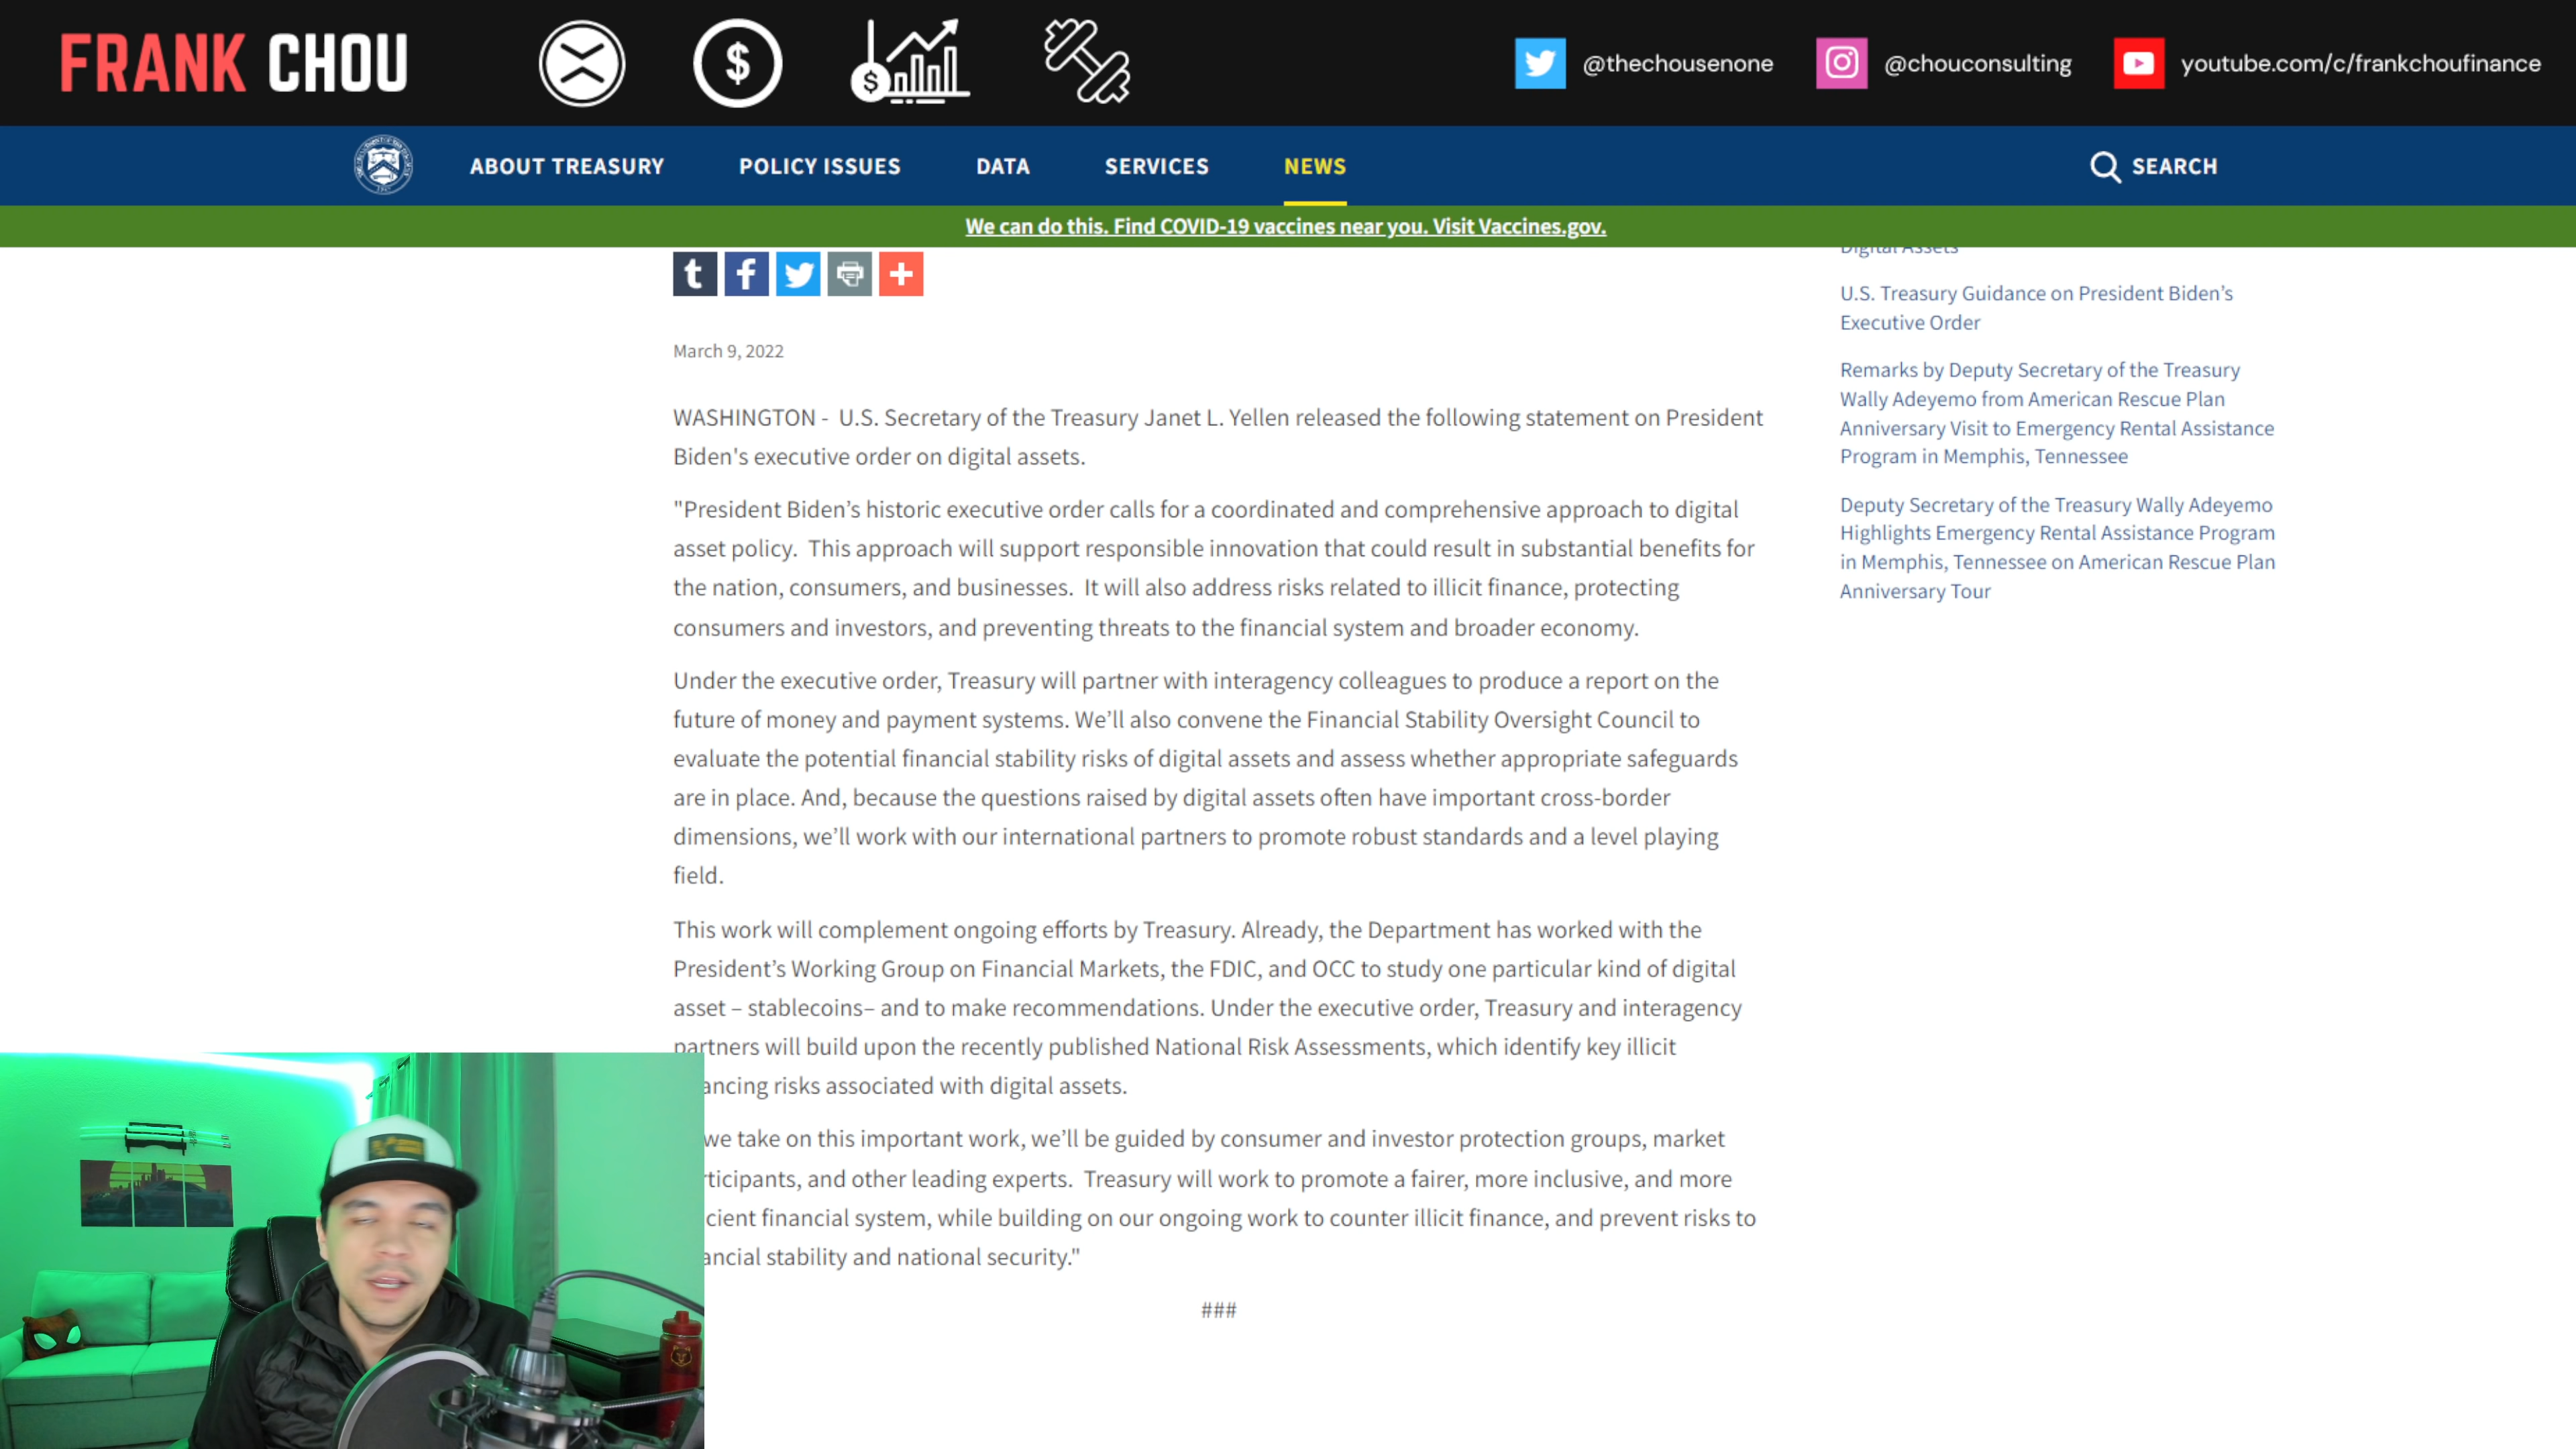 FRANK CHOU
@thechousenone
@chouconsulting
youtube.com/c/frankchoufinance
ABOUT TREASURY
POLICY ISSUES
DATA
SERVICES
NEWS
SEARCH
We can do this. Find COVID-19 vaccines near you. Visit Vaccines.gov.
March 9, 2022
WASHINGTON - U.S. Secretary of the Treasury Janet L. Yellen released the following statement on President
Biden's executive order on digital assets.
"President Biden’s historic executive order calls for a coordinated and comprehensive approach to digital
asset policy. This approach will support responsible innovation that could result in substantial benefits for
the nation, consumers, and businesses. It will also address risks related to illicit finance, protecting
consumers and investors, and preventing threats to the financial system and broader economy.
Under the executive order, Treasury will partner with interagency colleagues to produce a report on the
future of money and payment systems. We’ll also convene the Financial Stability Oversight Council to
evaluate the potential financial stability risks of digital assets and assess whether appropriate safeguards
are in place. And, because the questions raised by digital assets often have important cross-border
dimensions, we’ll work with our international partners to promote robust standards and a level playing
field.
This work will complement ongoing efforts by Treasury. Already, the Department has worked with the
President’s Working Group on Financial Markets, the FDIC, and OCC to study one particular kind of digital
asset – stablecoins– and to make recommendations. Under the executive order, Treasury and interagency
partners will build upon the recently published National Risk Assessments, which identify key illicit
ancing risks associated with digital assets.
we take on this important work, we’ll be guided by consumer and investor protection groups, market
ticipants, and other leading experts. Treasury will work to promote a fairer, more inclusive, and more
cient financial system, while building on our ongoing work to counter illicit finance, and prevent risks to
ancial stability and national security."
###
Digital Assets
U.S. Treasury Guidance on President Biden’s
Executive Order
Remarks by Deputy Secretary of the Treasury
Wally Adeyemo from American Rescue Plan
Anniversary Visit to Emergency Rental Assistance
Program in Memphis, Tennessee
Deputy Secretary of the Treasury Wally Adeyemo
Highlights Emergency Rental Assistance Program
in Memphis, Tennessee on American Rescue Plan
Anniversary Tour